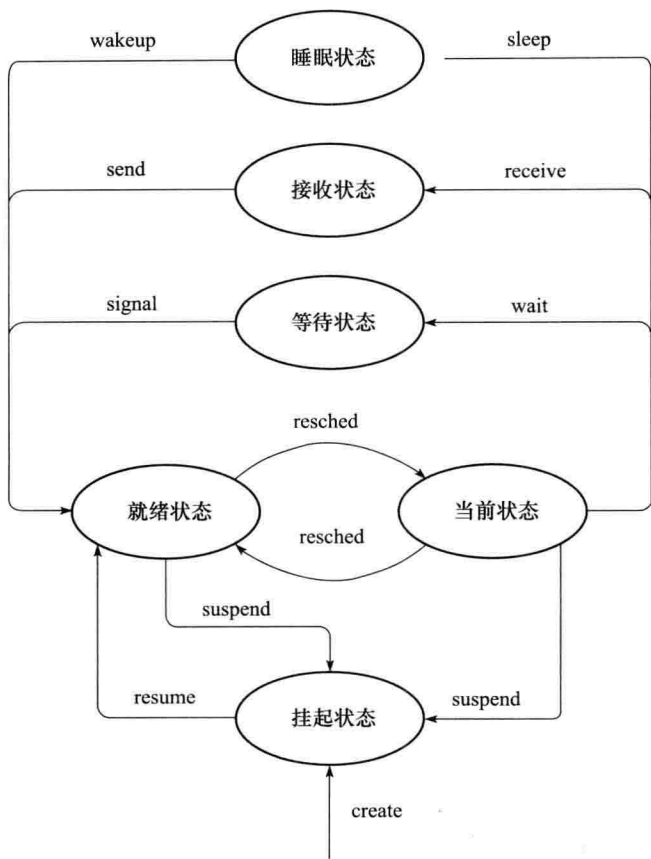 wakeup
睡眠状态
sleep
send
接收状态
receive
signal
等待状态
wait
resched
就绪状态
当前状态
resched
suspend
resume
挂起状态
suspend
create